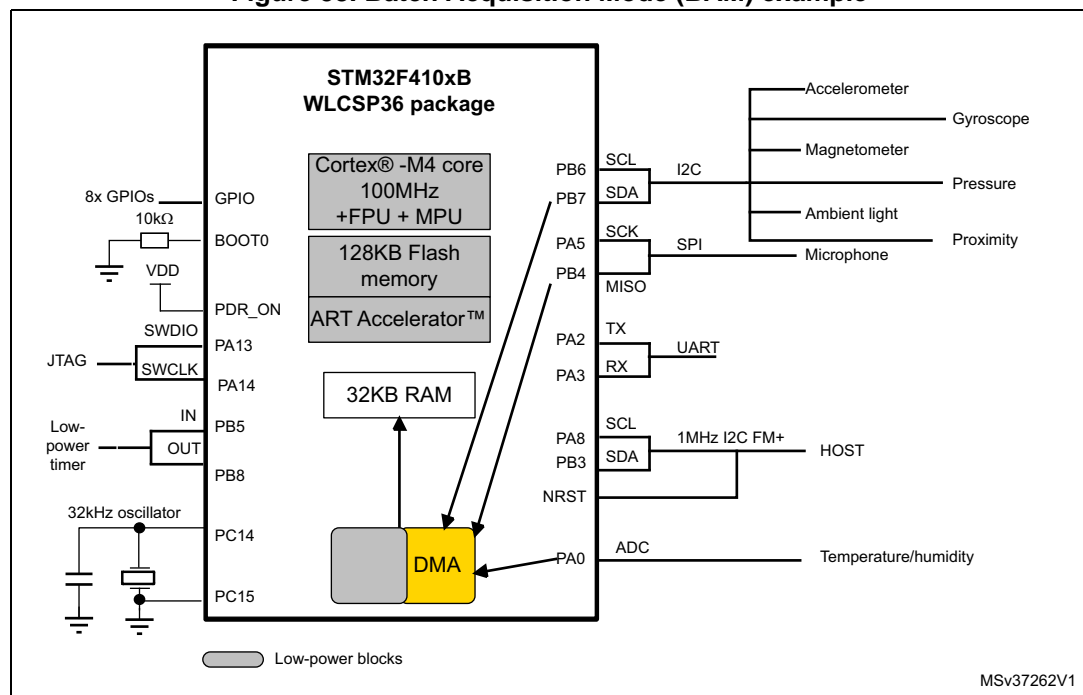 STM32F410xB
WLCSP36 package
Cortex® -M4 core
100MHz
+FPU + MPU
128KB Flash
memory
ART Accelerator™
32KB RAM
DMA
8x GPIOs
GPIO
10kΩ
BOOT0
VDD
PDR_ON
SWDIO
PA13
JTAG
SWCLK
PA14
IN
PB5
Low-
power
timer
OUT
PB8
32kHz oscillator
PC14
PC15
PB6
SCL
I2C
PB7
SDA
Accelerometer
Gyroscope
Magnetometer
Pressure
Ambient light
Proximity
PA5
SCK
SPI
Microphone
PB4
MISO
PA2
TX
UART
PA3
RX
PA8
SCL
1MHz I2C FM+
HOST
PB3
SDA
NRST
PA0
ADC
Temperature/humidity
Low-power blocks
MSv37262V1